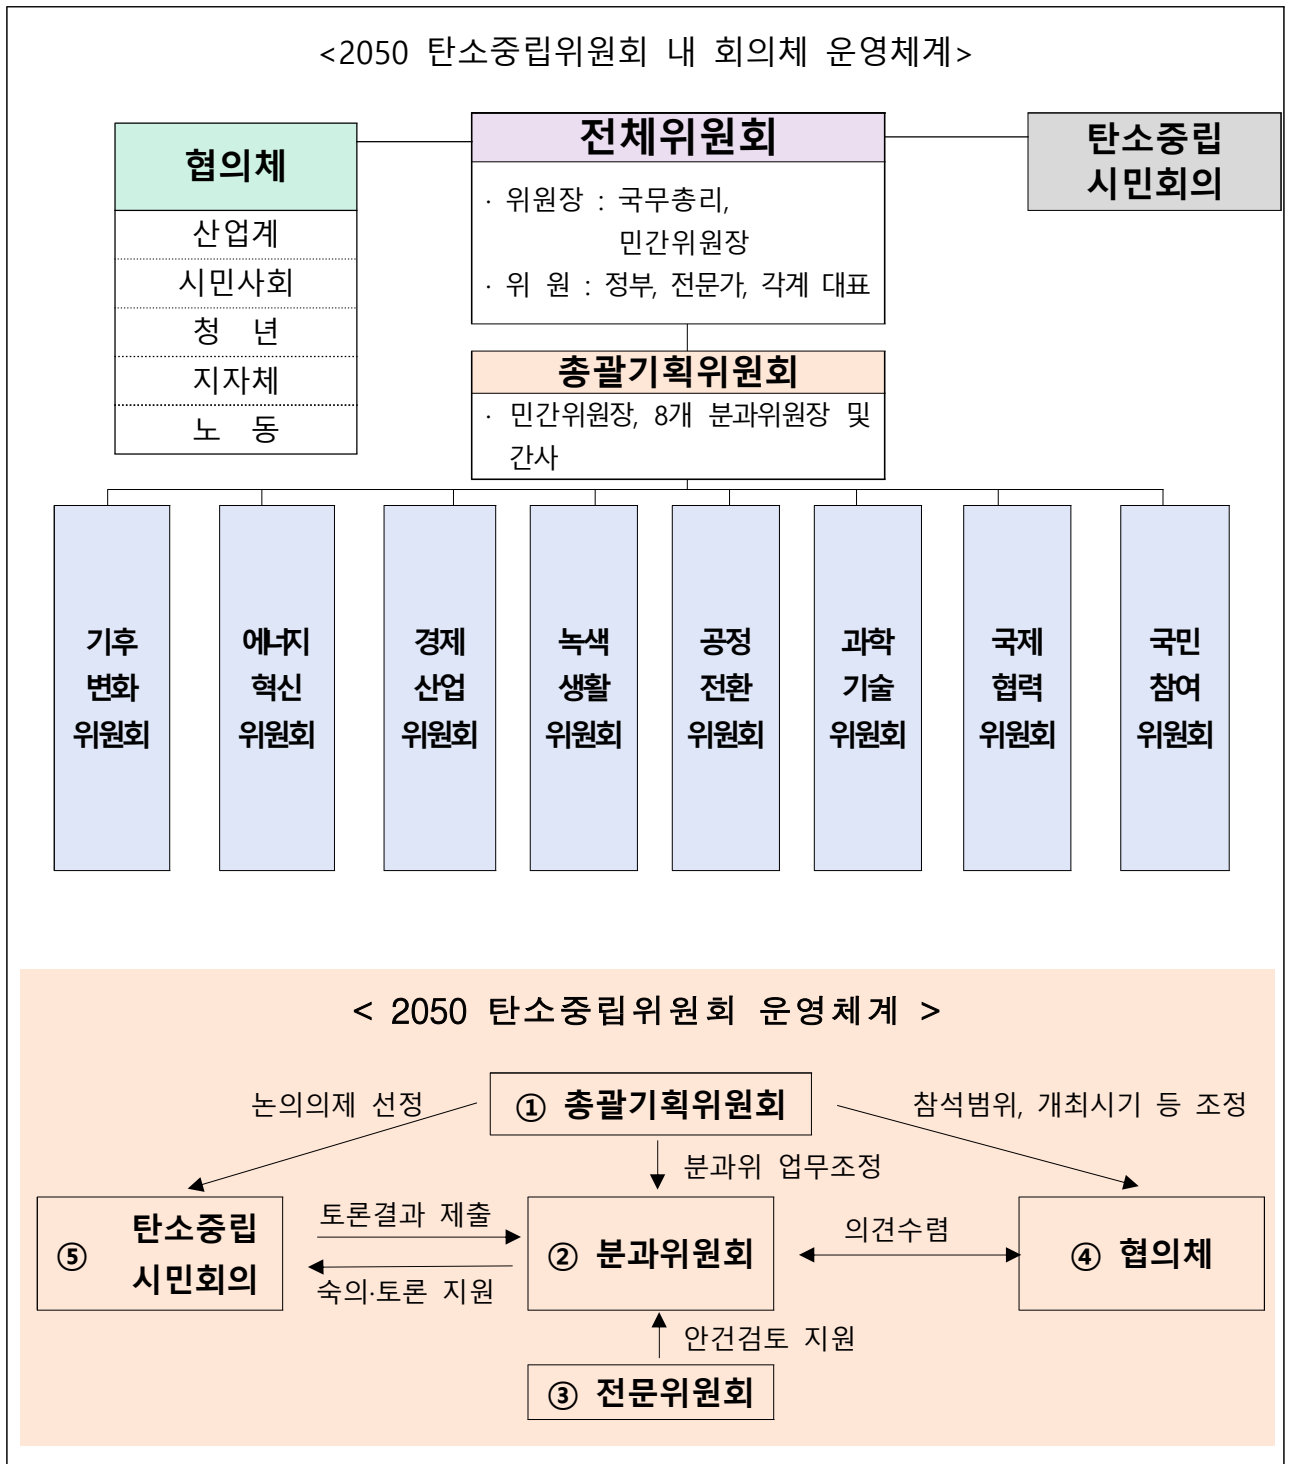 <2050 탄소중립위원회 내 회의체 운영체계>
협의체
산업계
시민사회
청 년
지자체
노 동
전체위원회
· 위원장 : 국무총리,
민간위원장
· 위 원 : 정부, 전문가, 각계 대표
탄소중립
시민회의
총괄기획위원회
· 민간위원장, 8개 분과위원장 및
간사
기후
변화
위원회
에너지
혁신
위원회
경제
산업
위원회
녹색
생활
위원회
공정
전환
위원회
과학
기술
위원회
국제
협력
위원회
국민
참여
위원회
< 2050 탄소중립위원회 운영체계 >
논의의제 선정
① 총괄기획위원회
참석범위, 개최시기 등 조정
분과위 업무조정
⑤ 탄소중립
시민회의
토론결과 제출
숙의·토론 지원
② 분과위원회
의견수렴
④ 협의체
안건검토 지원
③ 전문위원회